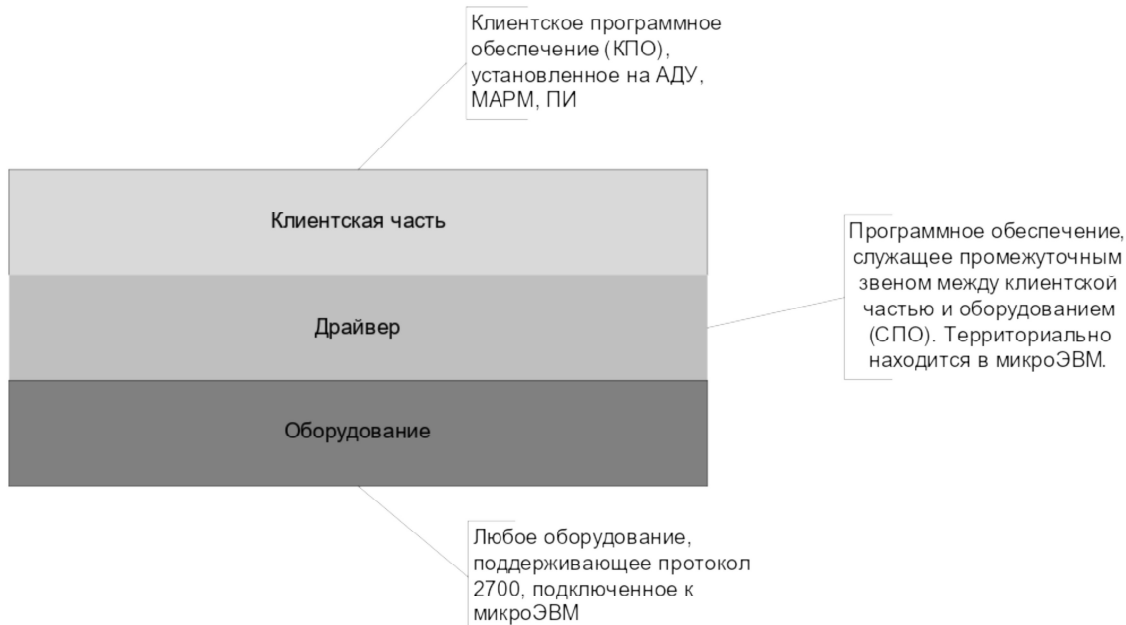 Клиентское программное
обеспечение (КПО),
установленное на АДУ,
МАРМ, ПИ
Клиентская часть
Программное обеспечение,
служащее промежуточным
звеном между клиентской
частью и оборудованием
(СПО). Территориально
находится в микроЭВМ.
Драйвер
Оборудование
Любое оборудование,
поддерживающее протокол
2700, подключенное к
микроЭВМ